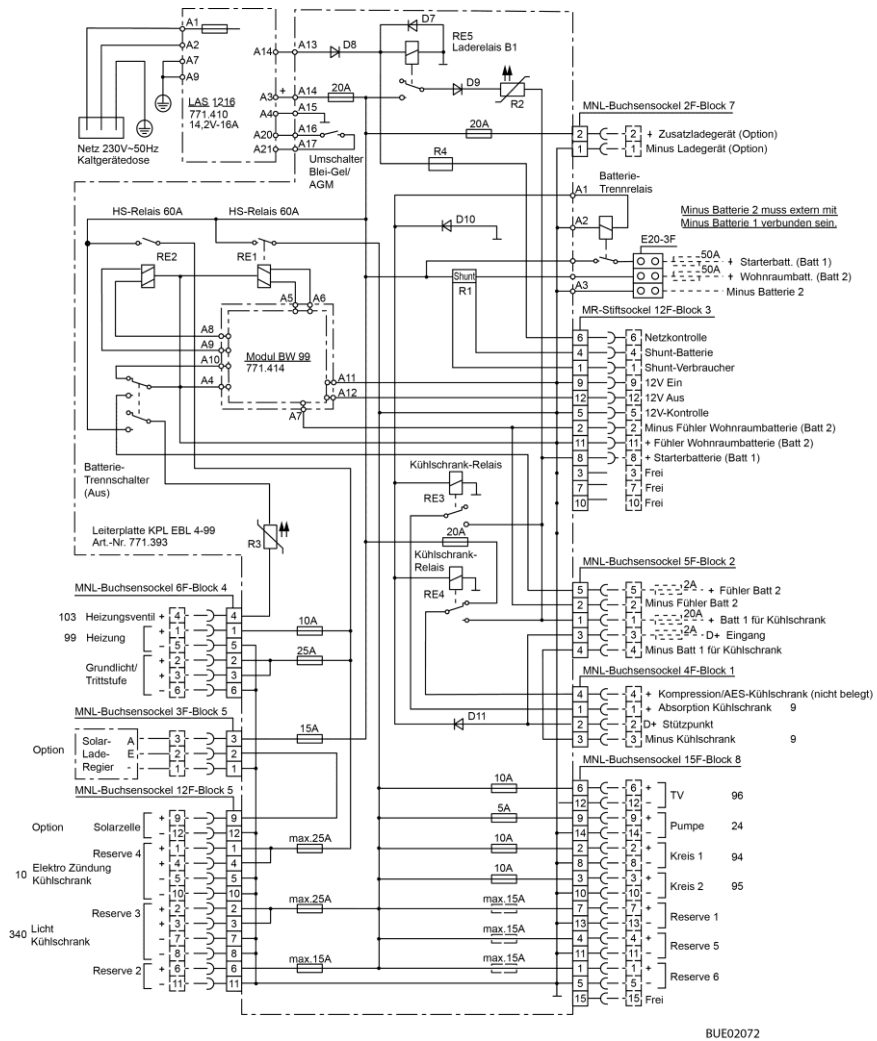 A1
A2
A7
A9
A14
A3 +
A4
A20
A21
LAS 1216
771.410
14,2V-16A
Netz 230V~50Hz
Kaltgerätedose
A13
A14
A15
A16
A17
D8
D7
RE5
Laderelais B1
20A
D9
R2
Umschalter
Blei-Gel/
AGM
20A
R4
MNL-Buchsensockel 2F-Block 7
2 2 + Zusatzladegerät (Option)
1 1 Minus Ladegerät (Option)
Batterie-
Trennrelais
A1
A2
A3
Minus Batterie 2 muss extern mit
Minus Batterie 1 verbunden sein.
E20-3F
50A + Starterbatt. (Batt 1)
50A + Wohnraumbatt. (Batt 2)
Minus Batterie 2
HS-Relais 60A
HS-Relais 60A
RE2
RE1
D10
Shunt
R1
A5
A6
A8
A9
A10
A4
Modul BW 99
771.414
A11
A12
A7
MR-Stiftsockel 12F-Block 3
6 6 Netzkontrolle
4 4 Shunt-Batterie
1 1 Shunt-Verbraucher
9 9 12V Ein
12 12 12V Aus
5 5 12V-Kontrolle
2 2 Minus Fühler Wohnraumbatterie (Batt 2)
11 11 + Fühler Wohnraumbatterie (Batt 2)
8 8 + Starterbatterie (Batt 1)
3 3 Frei
7 7 Frei
10 10 Frei
Batterie-
Trennschalter
(Aus)
Leiterplatte KPL EBL 4-99
Art.-Nr. 771.393
R3
Kühlschrank-Relais
RE3
20A
Kühlschrank-
Relais
RE4
D11
MNL-Buchsensockel 5F-Block 2
5 5 2A + Fühler Batt 2
2 2 Minus Fühler Batt 2
1 1 20A + Batt 1 für Kühlschrank
3 3 2A D+ Eingang
4 4 Minus Batt 1 für Kühlschrank
MNL-Buchsensockel 4F-Block 1
4 4 + Kompression/AES-Kühlschrank (nicht belegt)
1 1 + Absorption Kühlschrank 9
2 2 D+ Stützpunkt
3 3 Minus Kühlschrank 9
MNL-Buchsensockel 6F-Block 4
103 Heizungsventil + 4 4
99 Heizung + 1 1 10A
− 5 5
Grundlicht/
Trittstufe
+ 2 2 25A
+ 3 3
− 6 6
MNL-Buchsensockel 3F-Block 5
Option
Solar-
Lade-
Regier
A 3 3 15A
E 2 2
- 1 1
MNL-Buchsensockel 12F-Block 5
Option Solarzelle
+ 9 9
− 12 12
Reserve 4 + 1 1 max.25A
+ 4 4
10 Elektro Zündung
Kühlschrank
− 5 5
− 10 10
Reserve 3 + 2 2 max.25A
+ 3 3
340 Licht
Kühlschrank
− 7 7
− 8 8
Reserve 2 + 6 6 max.15A
− 11 11
MNL-Buchsensockel 15F-Block 8
10A 6 6 + TV 96
12 12 −
5A 9 9 + Pumpe 24
14 14 −
10A 2 2 + Kreis 1 94
8 8 −
10A 3 3 + Kreis 2 95
10 10 −
max.15A 7 7 + Reserve 1
13 13 −
max.15A 4 4 + Reserve 5
11 11 −
max.15A 1 1 + Reserve 6
5 5 −
15 15 Frei
BUE02072